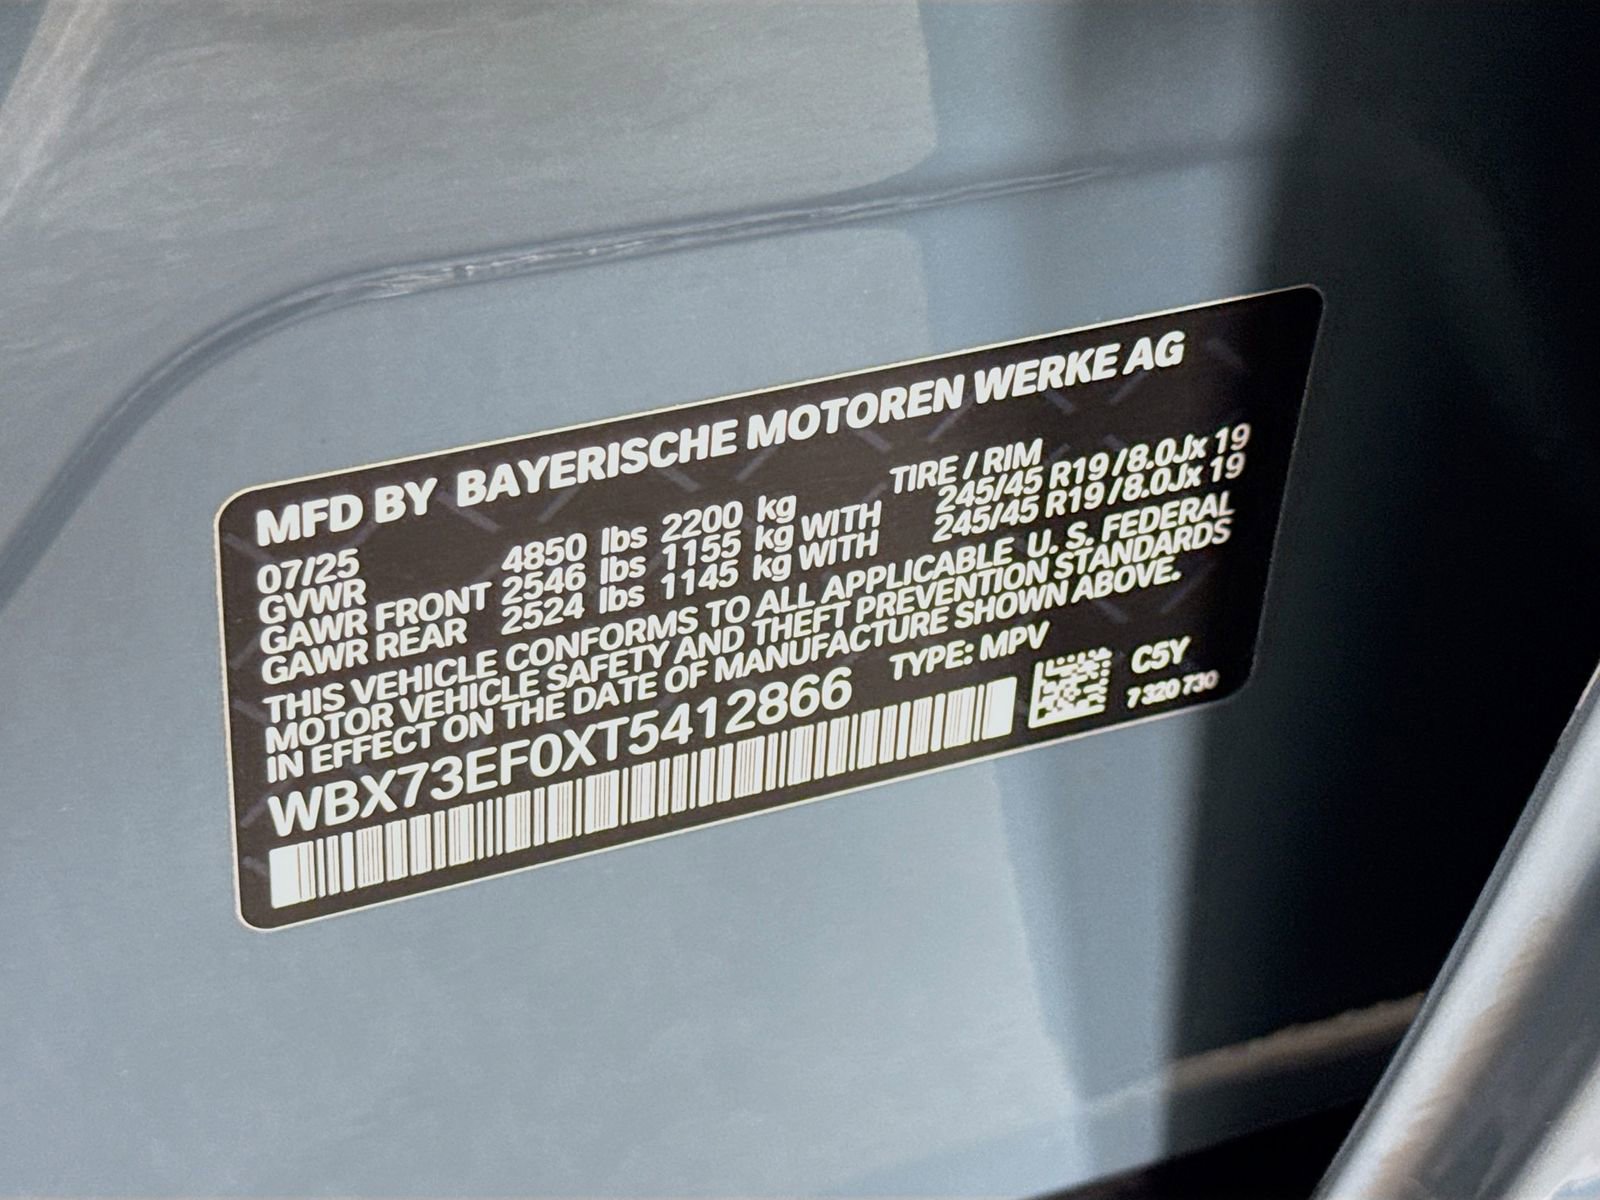 MFD BY BAYERISCHE MOTOREN WERKE AG
07/25 TIRE / RIM
GVWR 4850 lbs 2200 kg
GAWR FRONT 2546 lbs 1155 kg WITH 245/45 R19 /8.0Jx 19
GAWR REAR 2524 lbs 1145 kg WITH 245/45 R19 /8.0Jx 19
THIS VEHICLE CONFORMS TO ALL APPLICABLE U. S. FEDERAL
MOTOR VEHICLE SAFETY AND THEFT PREVENTION STANDARDS
IN EFFECT ON THE DATE OF MANUFACTURE SHOWN ABOVE.
WBX73EF0XT5412866 TYPE: MPV
C5Y
7 320 730